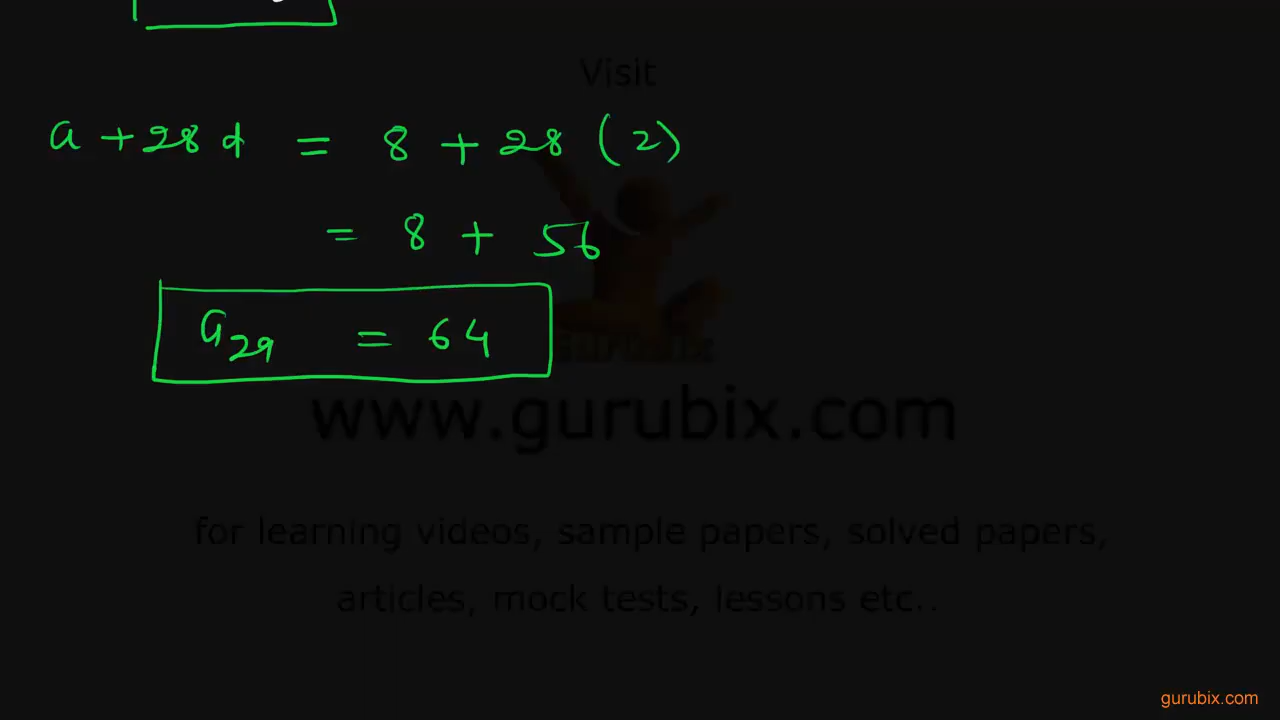 Visit
a + 28 d = 8 + 28 (2)
= 8 + 56
a29 = 64
gurubix
www.gurubix.com
for learning videos, sample papers, solved papers,
articles, mock tests, lessons etc..
gurubix.com